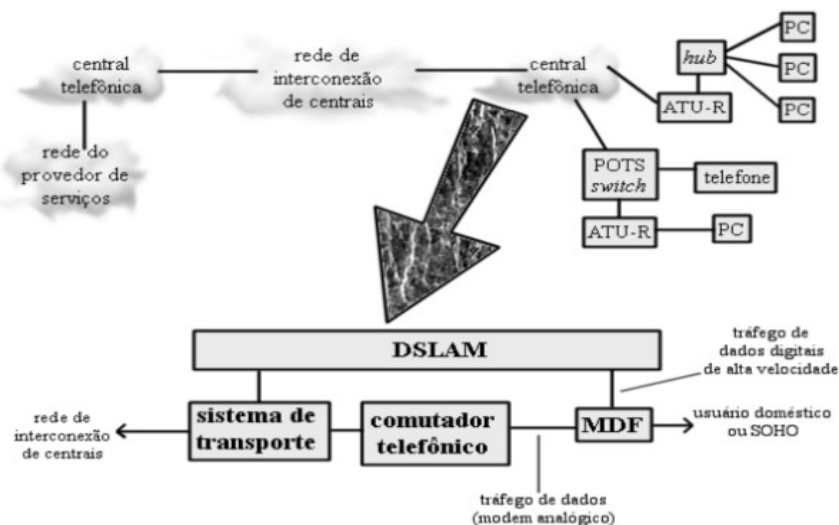 central
telefônica
rede de
interconexão
de centrais
central
telefônica
hub
PC
PC
PC
ATU-R
rede do
provedor de
serviços
POTS
switch
telefone
ATU-R
PC
DSLAM
tráfego de
dados digitais
de alta velocidade
rede de
interconexão
de centrais
sistema de
transporte
comutador
telefônico
MDF
usuário doméstico
ou SOHO
tráfego de dados
(modem analógico)